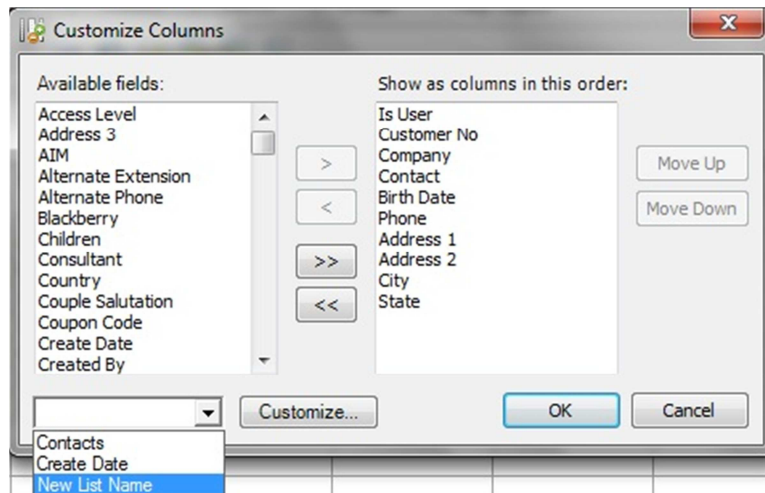 Customize Columns
Available fields:
Access Level
Address 3
AIM
Alternate Extension
Alternate Phone
Blackberry
Children
Consultant
Country
Couple Salutation
Coupon Code
Create Date
Created By
>
<
>>
<<
Show as columns in this order:
Is User
Customer No
Company
Contact
Birth Date
Phone
Address 1
Address 2
City
State
Move Up
Move Down
Customize...
OK
Cancel
Contacts
Create Date
New List Name